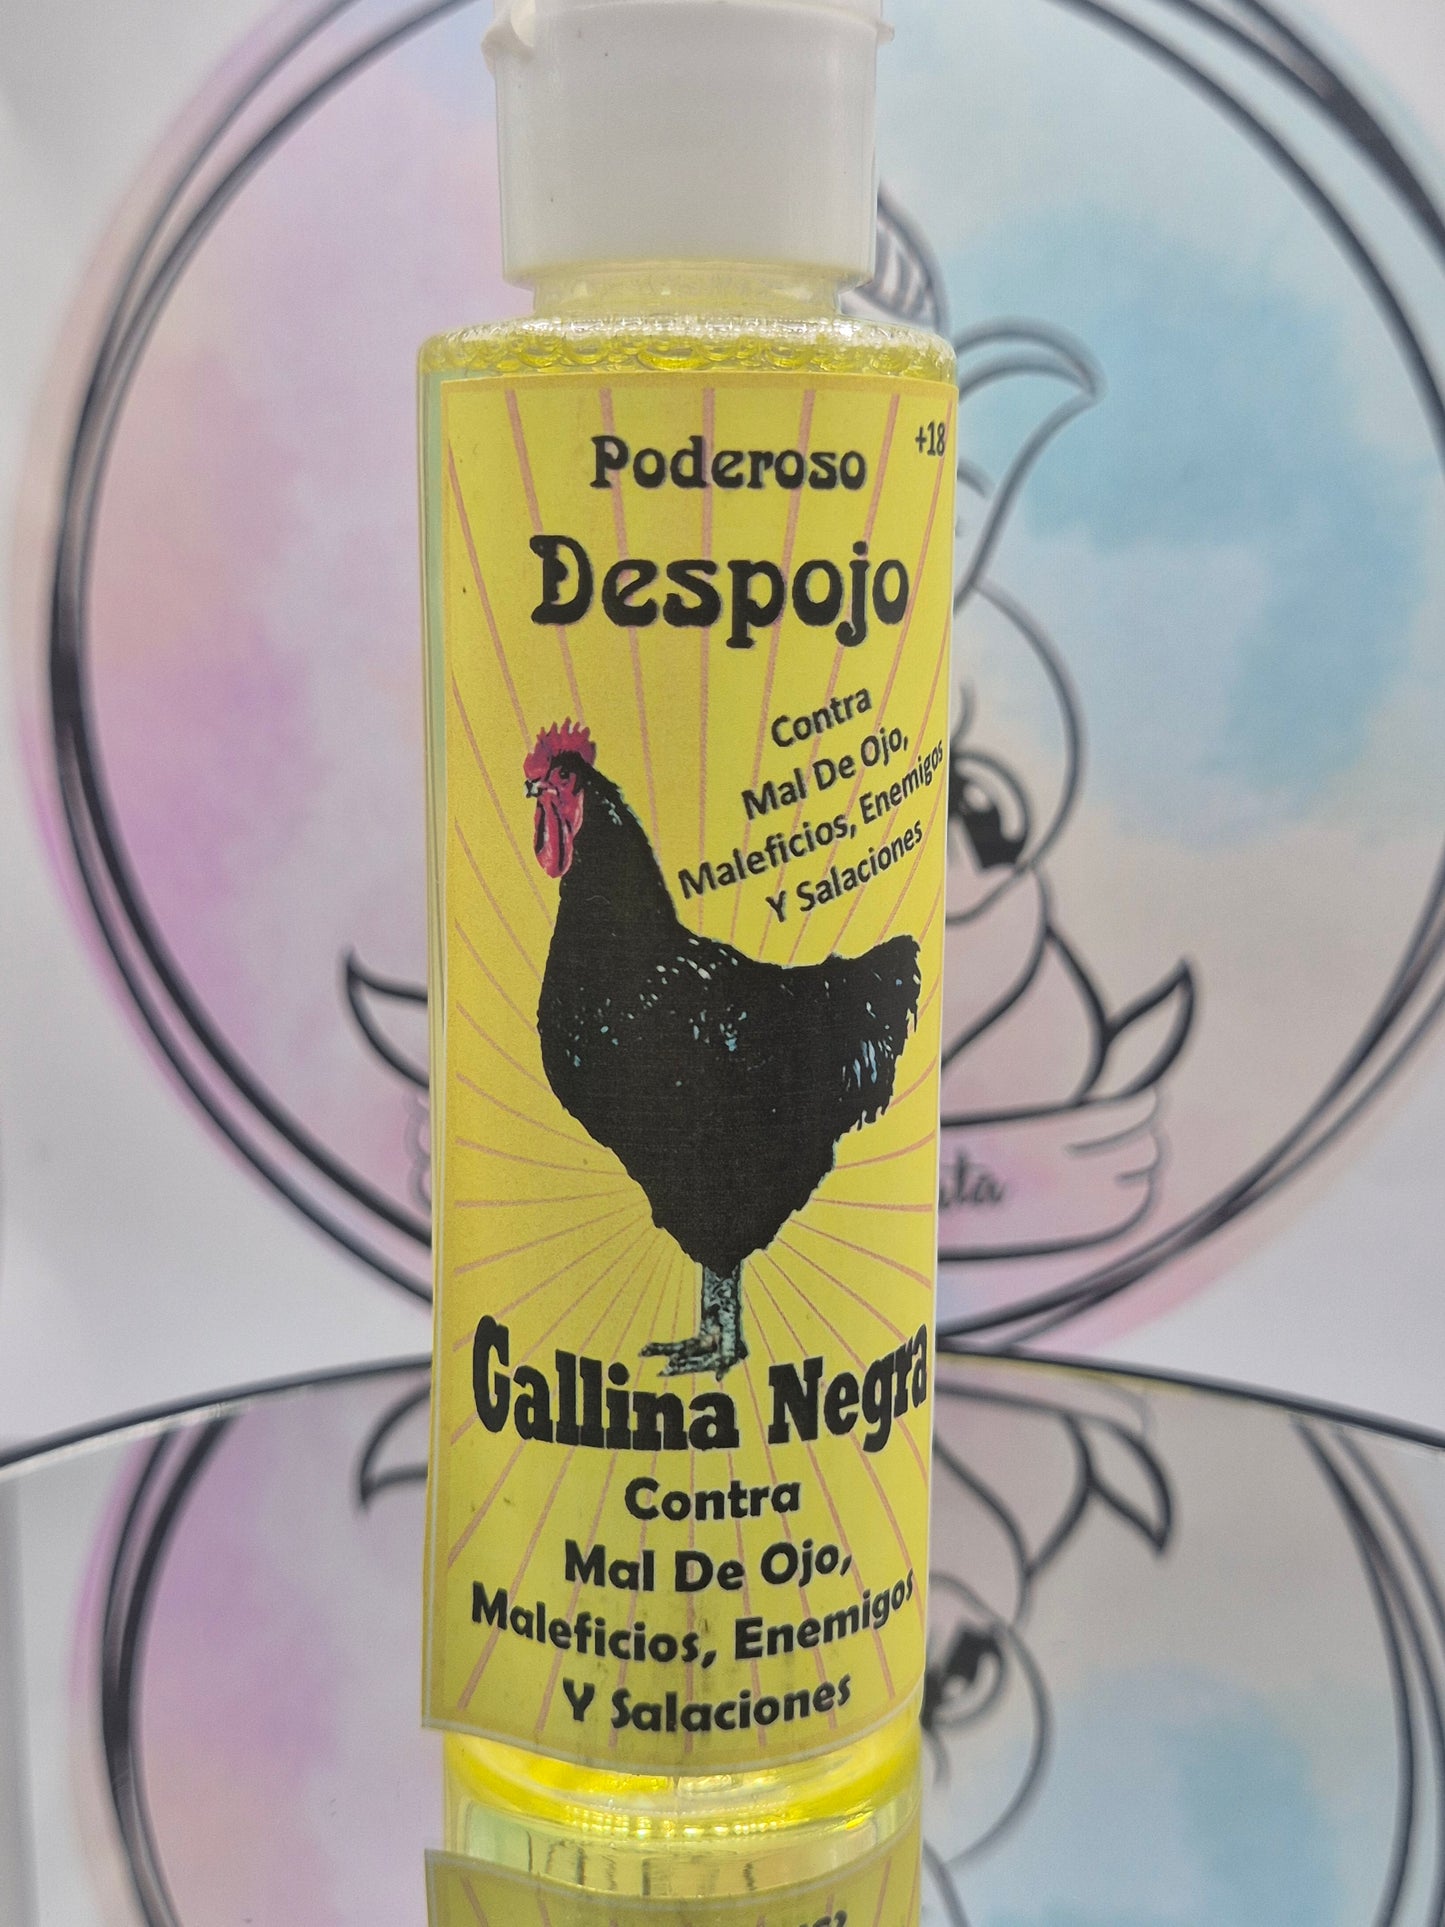 +18
Poderoso
Despojo
Contra
Mal De Ojo,
Maleficios, Enemigos
Y Salaciones
Gallina Negra
Contra
Mal De Ojo,
Maleficios, Enemigos
Y Salaciones